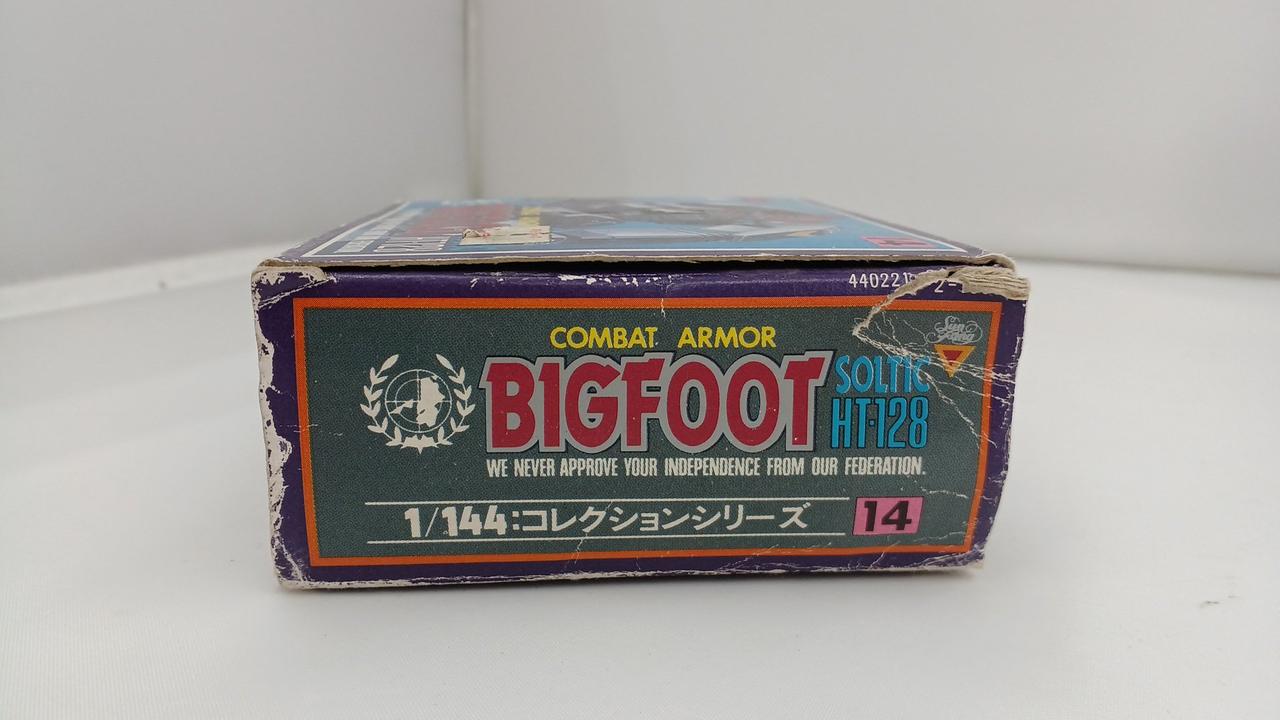 COMBAT ARMOR
BIGFOOT
SOLTIC
HT-128
WE NEVER APPROVE YOUR INDEPENDENCE FROM OUR FEDERATION.
1/144:コレクションシリーズ
14